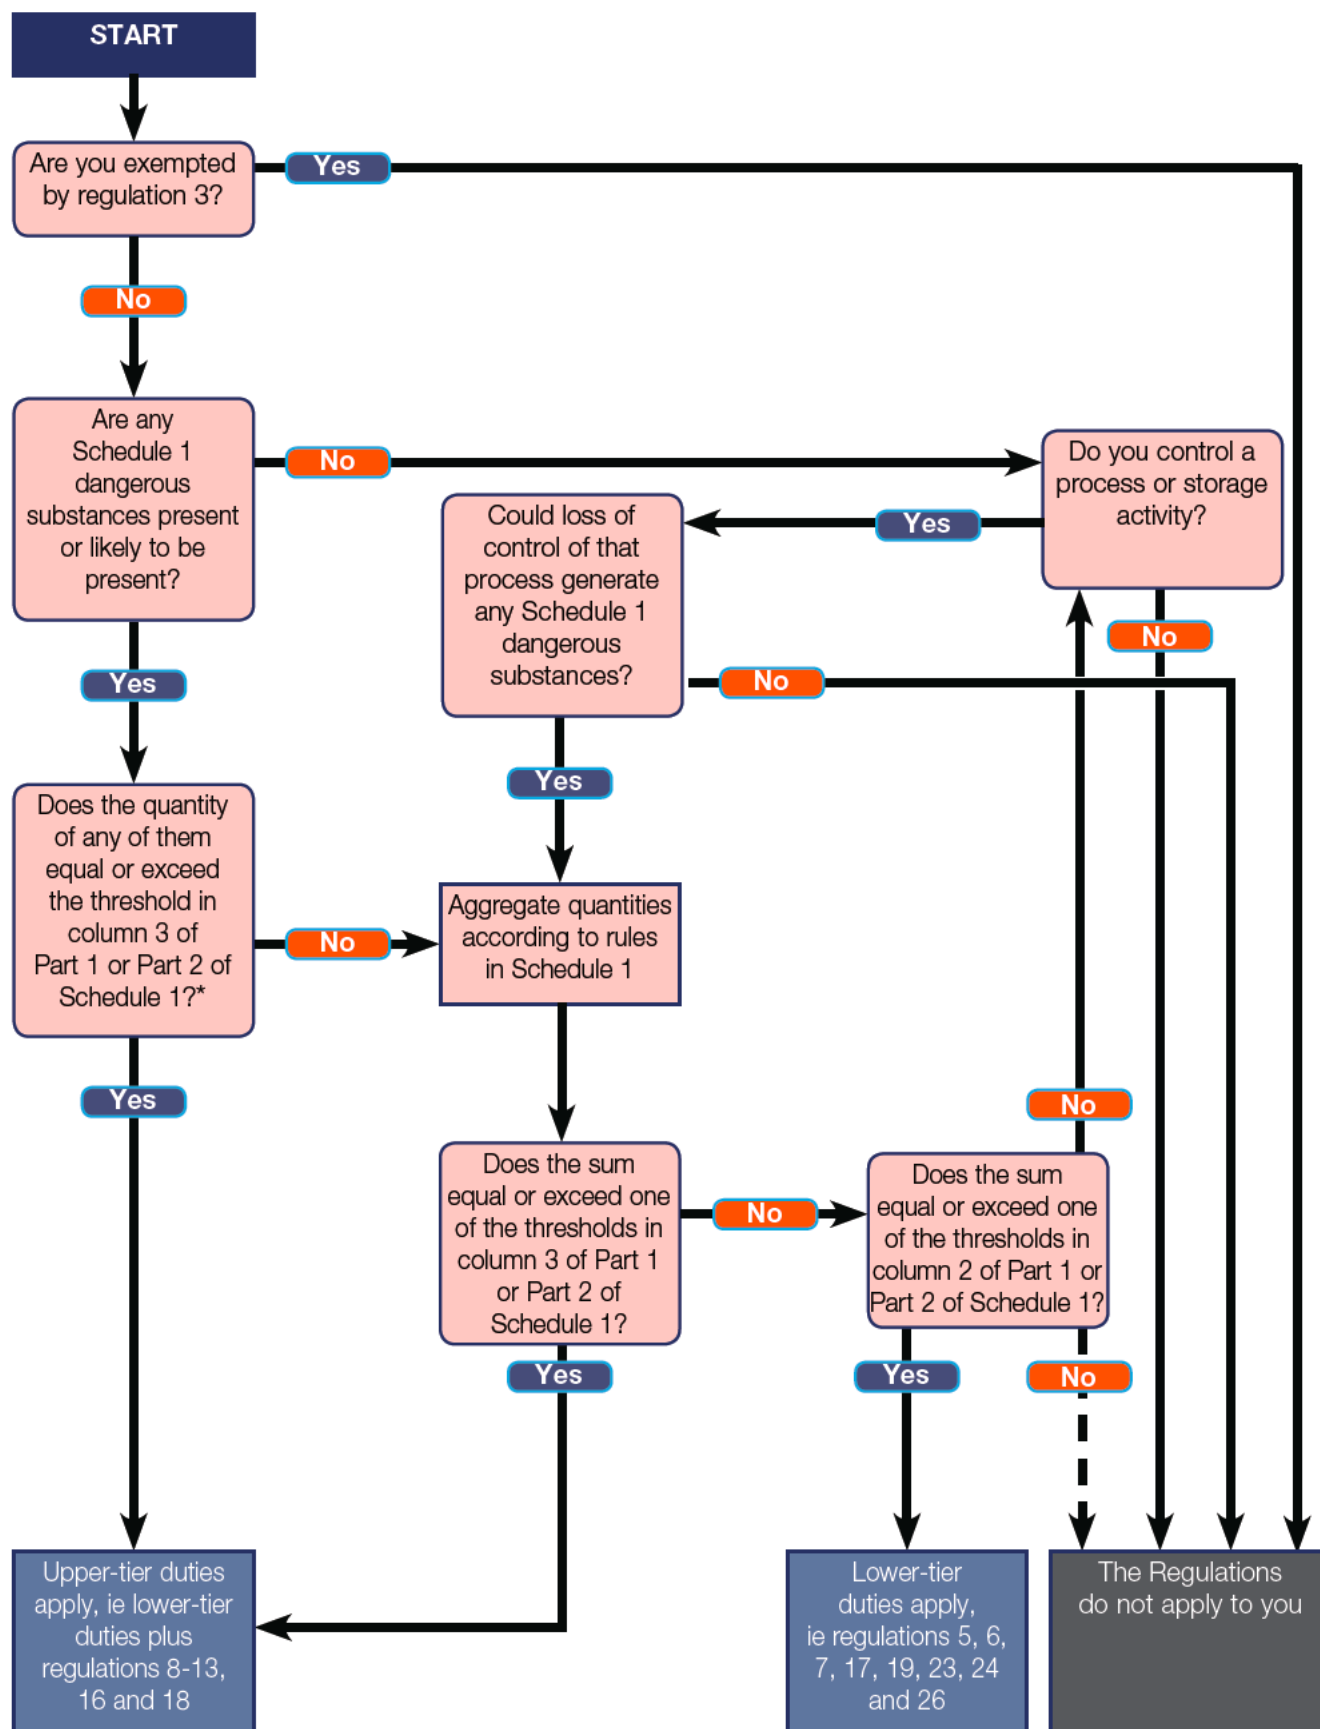 START
Are you exempted
by regulation 3?
Yes
No
Are any
Schedule 1
dangerous
substances present
or likely to be
present?
No
Do you control a
process or storage
activity?
Yes
No
Could loss of
control of that
process generate
any Schedule 1
dangerous
substances?
No
Yes
Yes
Does the quantity
of any of them
equal or exceed
the threshold in
column 3 of
Part 1 or Part 2 of
Schedule 1?*
No
Aggregate quantities
according to rules
in Schedule 1
Yes
Does the sum
equal or exceed one
of the thresholds in
column 3 of Part 1
or Part 2 of
Schedule 1?
No
No
Does the sum
equal or exceed one
of the thresholds in
column 2 of Part 1 or
Part 2 of Schedule 1?
Yes
Yes
No
Upper-tier duties
apply, ie lower-tier
duties plus
regulations 8-13,
16 and 18
Lower-tier
duties apply,
ie regulations 5, 6,
7, 17, 19, 23, 24
and 26
The Regulations
do not apply to you